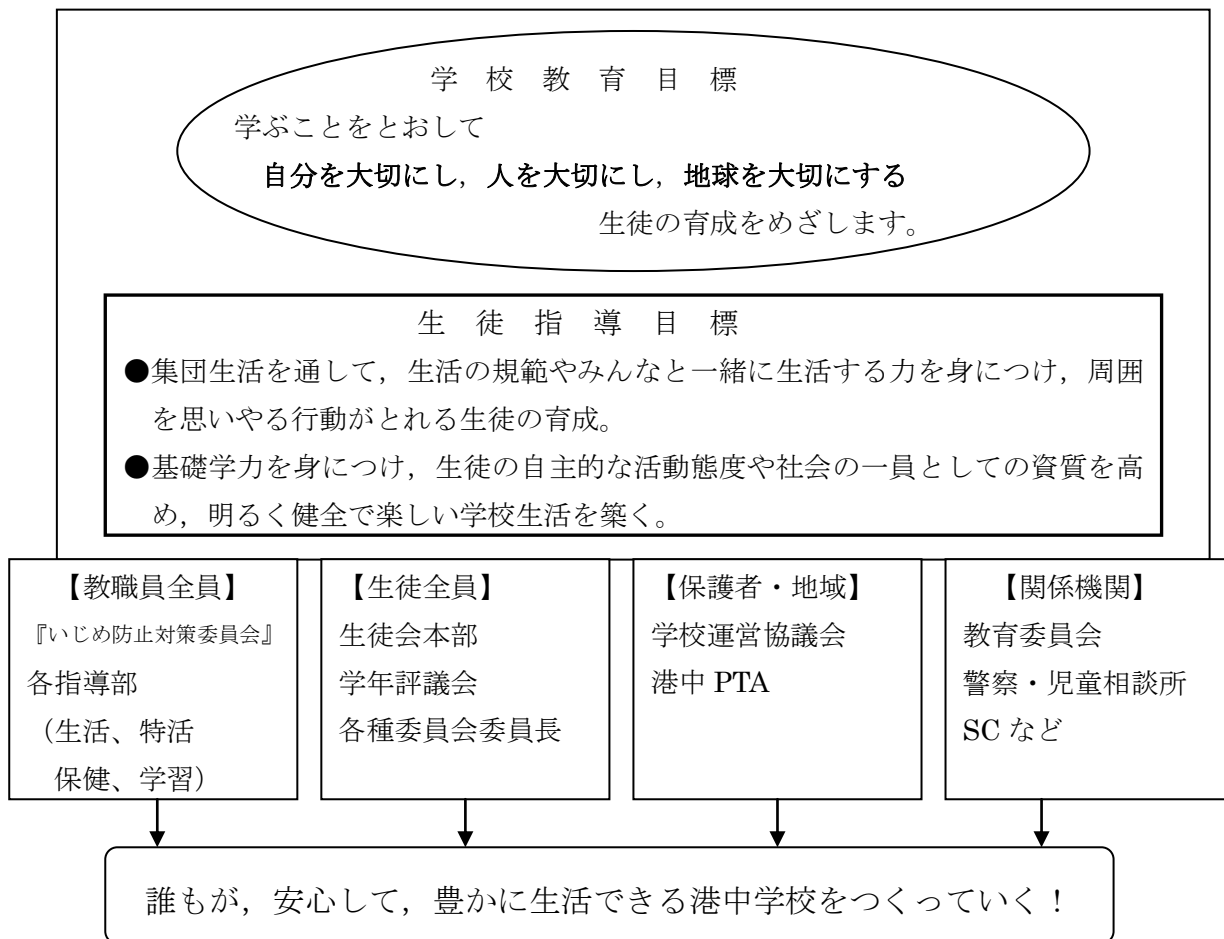 学 校 教 育 目 標
学ぶことをとおして
自分を大切にし，人を大切にし，地球を大切にする
生徒の育成をめざします。
生 徒 指 導 目 標
●集団生活を通して，生活の規範やみんなと一緒に生活する力を身につけ，周囲
を思いやる行動がとれる生徒の育成。
●基礎学力を身につけ，生徒の自主的な活動態度や社会の一員としての資質を高
め，明るく健全で楽しい学校生活を築く。
【教職員全員】
『いじめ防止対策委員会』
各指導部
（生活、特活
保健、学習）
【生徒全員】
生徒会本部
学年評議会
各種委員会委員長
【保護者・地域】
学校運営協議会
港中 PTA
【関係機関】
教育委員会
警察・児童相談所
SC など
誰もが，安心して，豊かに生活できる港中学校をつくっていく！